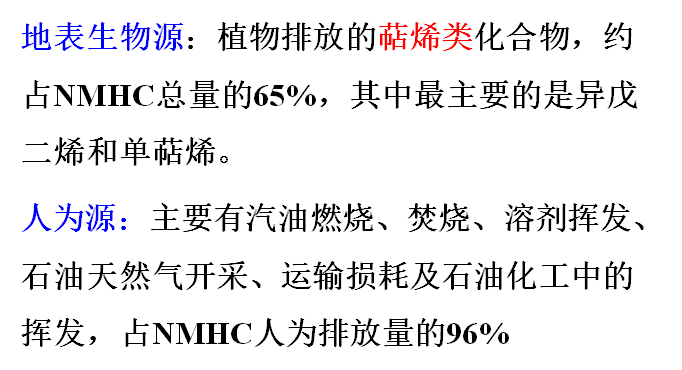 地表生物源：植物排放的萜烯类化合物，约
占NMHC总量的65%，其中最主要的是异戊
二烯和单萜烯。
人为源：主要有汽油燃烧、焚烧、溶剂挥发、
石油天然气开采、运输损耗及石油化工中的
挥发，占NMHC人为排放量的96%